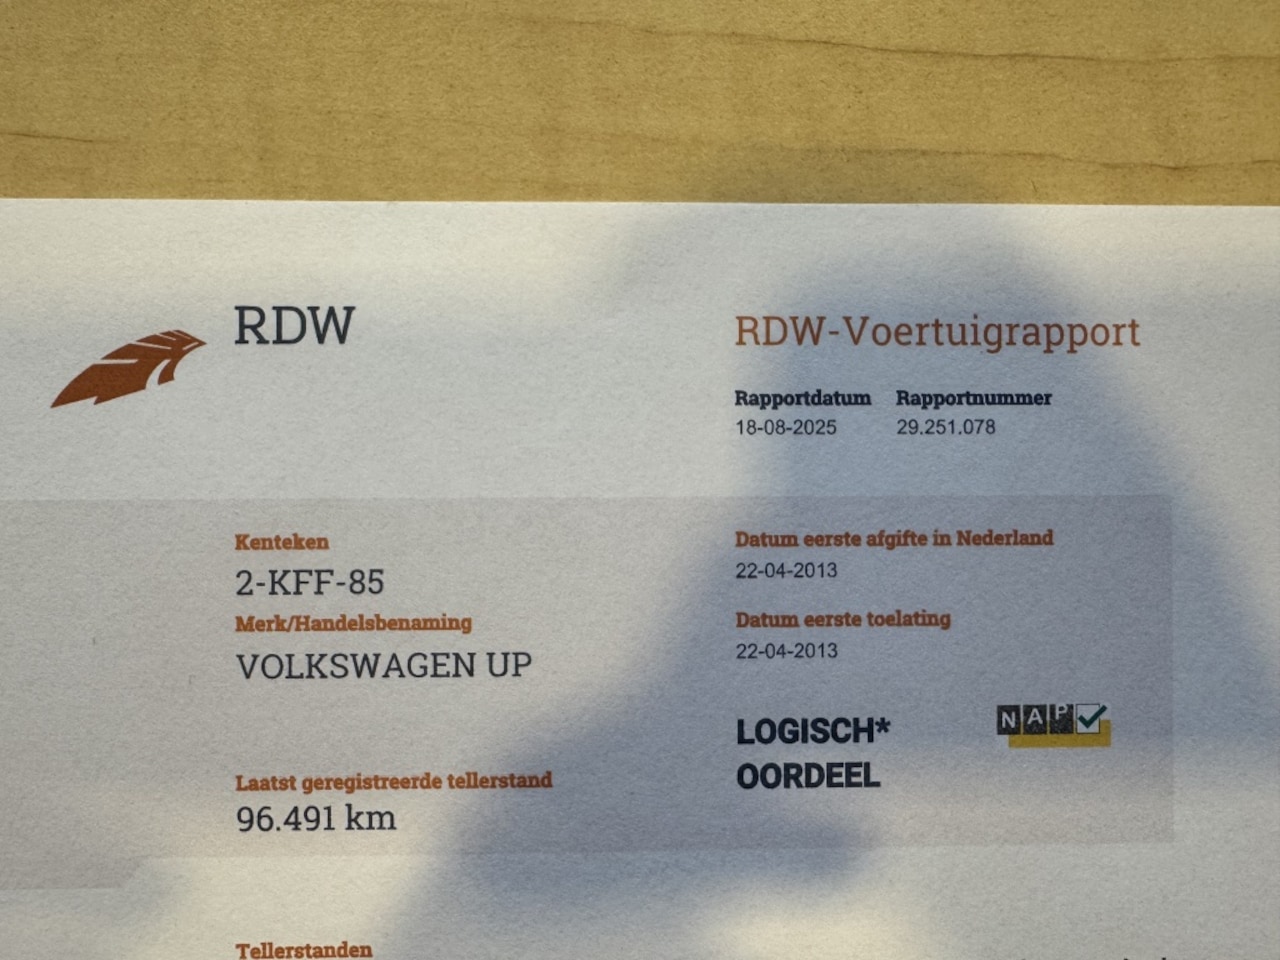 RDW
RDW-Voertuigrapport
Rapportdatum Rapportnummer
18-08-2025 29.251.078
Kenteken
2-KFF-85
Merk/Handelsbenaming
VOLKSWAGEN UP
Laatst geregistreerde tellerstand
96.491 km
Datum eerste afgifte in Nederland
22-04-2013
Datum eerste toelating
22-04-2013
LOGISCH*
OORDEEL
NAP
Tellerstanden